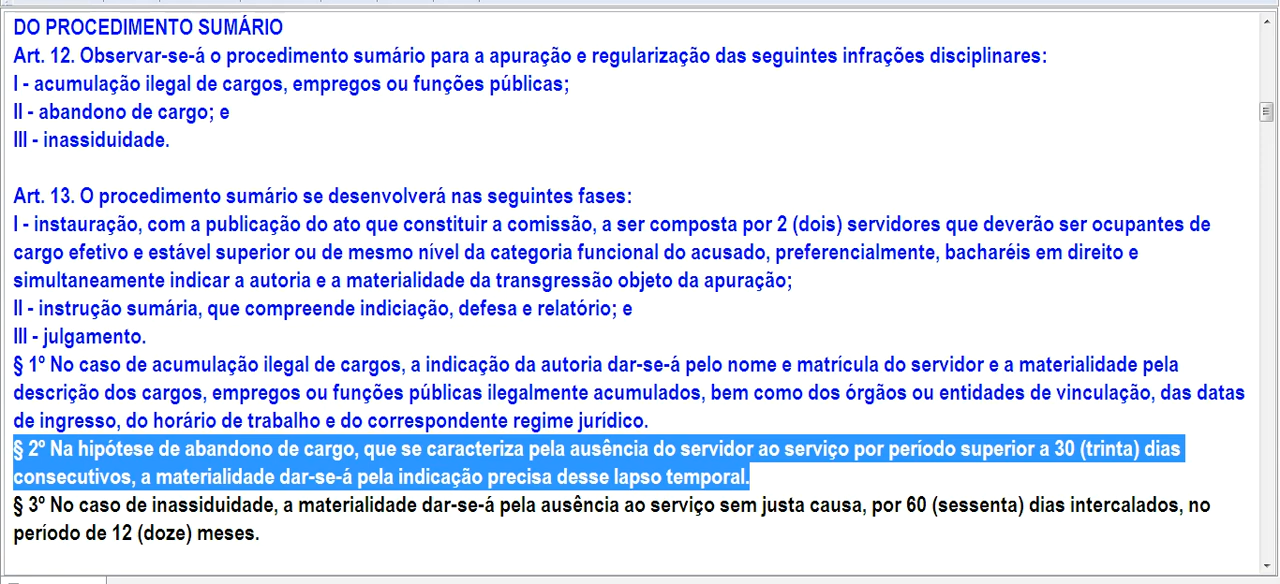 DO PROCEDIMENTO SUMÁRIO
Art. 12. Observar-se-á o procedimento sumário para a apuração e regularização das seguintes infrações disciplinares:
I - acumulação ilegal de cargos, empregos ou funções públicas;
II - abandono de cargo; e
III - inassiduidade.
Art. 13. O procedimento sumário se desenvolverá nas seguintes fases:
I - instauração, com a publicação do ato que constituir a comissão, a ser composta por 2 (dois) servidores que deverão ser ocupantes de
cargo efetivo e estável superior ou de mesmo nível da categoria funcional do acusado, preferencialmente, bacharéis em direito e
simultaneamente indicar a autoria e a materialidade da transgressão objeto da apuração;
II - instrução sumária, que compreende indiciação, defesa e relatório; e
III - julgamento.
§ 1º No caso de acumulação ilegal de cargos, a indicação da autoria dar-se-á pelo nome e matrícula do servidor e a materialidade pela
descrição dos cargos, empregos ou funções públicas ilegalmente acumulados, bem como dos órgãos ou entidades de vinculação, das datas
de ingresso, do horário de trabalho e do correspondente regime jurídico.
§ 2º Na hipótese de abandono de cargo, que se caracteriza pela ausência do servidor ao serviço por período superior a 30 (trinta) dias
consecutivos, a materialidade dar-se-á pela indicação precisa desse lapso temporal.
§ 3º No caso de inassiduidade, a materialidade dar-se-á pela ausência ao serviço sem justa causa, por 60 (sessenta) dias intercalados, no
período de 12 (doze) meses.